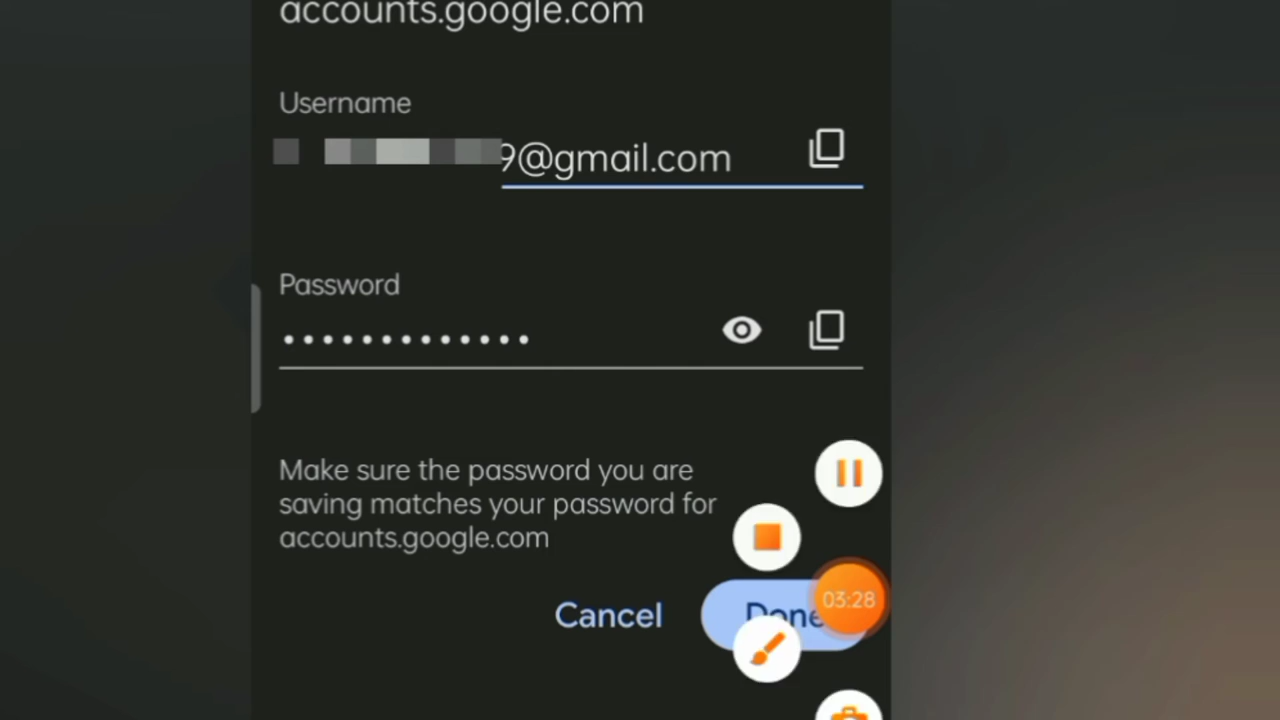 accounts.google.com
Username
9@gmail.com
Password
Make sure the password you are
saving matches your password for
accounts.google.com
Cancel
Done
03:28